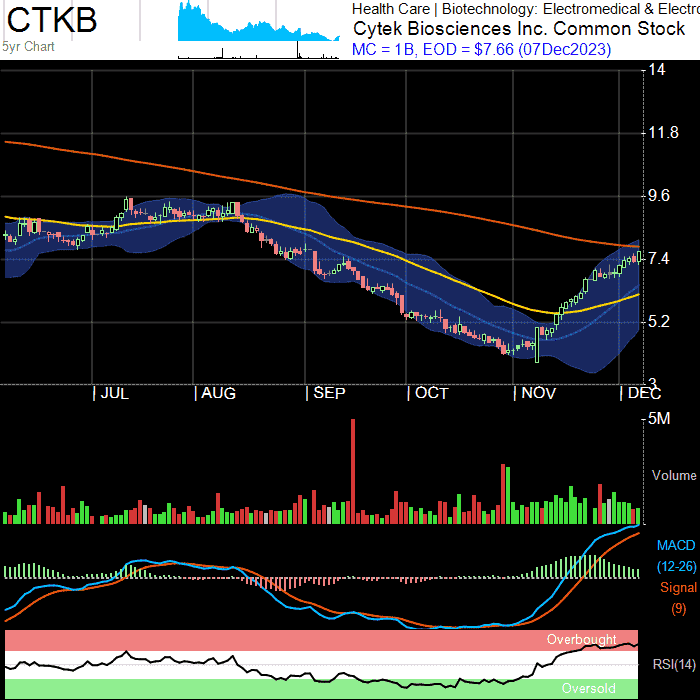 CTKB
5yr Chart
Health Care | Biotechnology: Electromedical & Electro
Cytek Biosciences Inc. Common Stock
MC = 1B, EOD = $7.66 (07Dec2023)
14
11.8
9.6
7.4
5.2
3
| JUL
| AUG
| SEP
| OCT
| NOV
| DEC
5M
Volume
MACD
(12-26)
Signal
(9)
Overbought
RSI(14)
Oversold